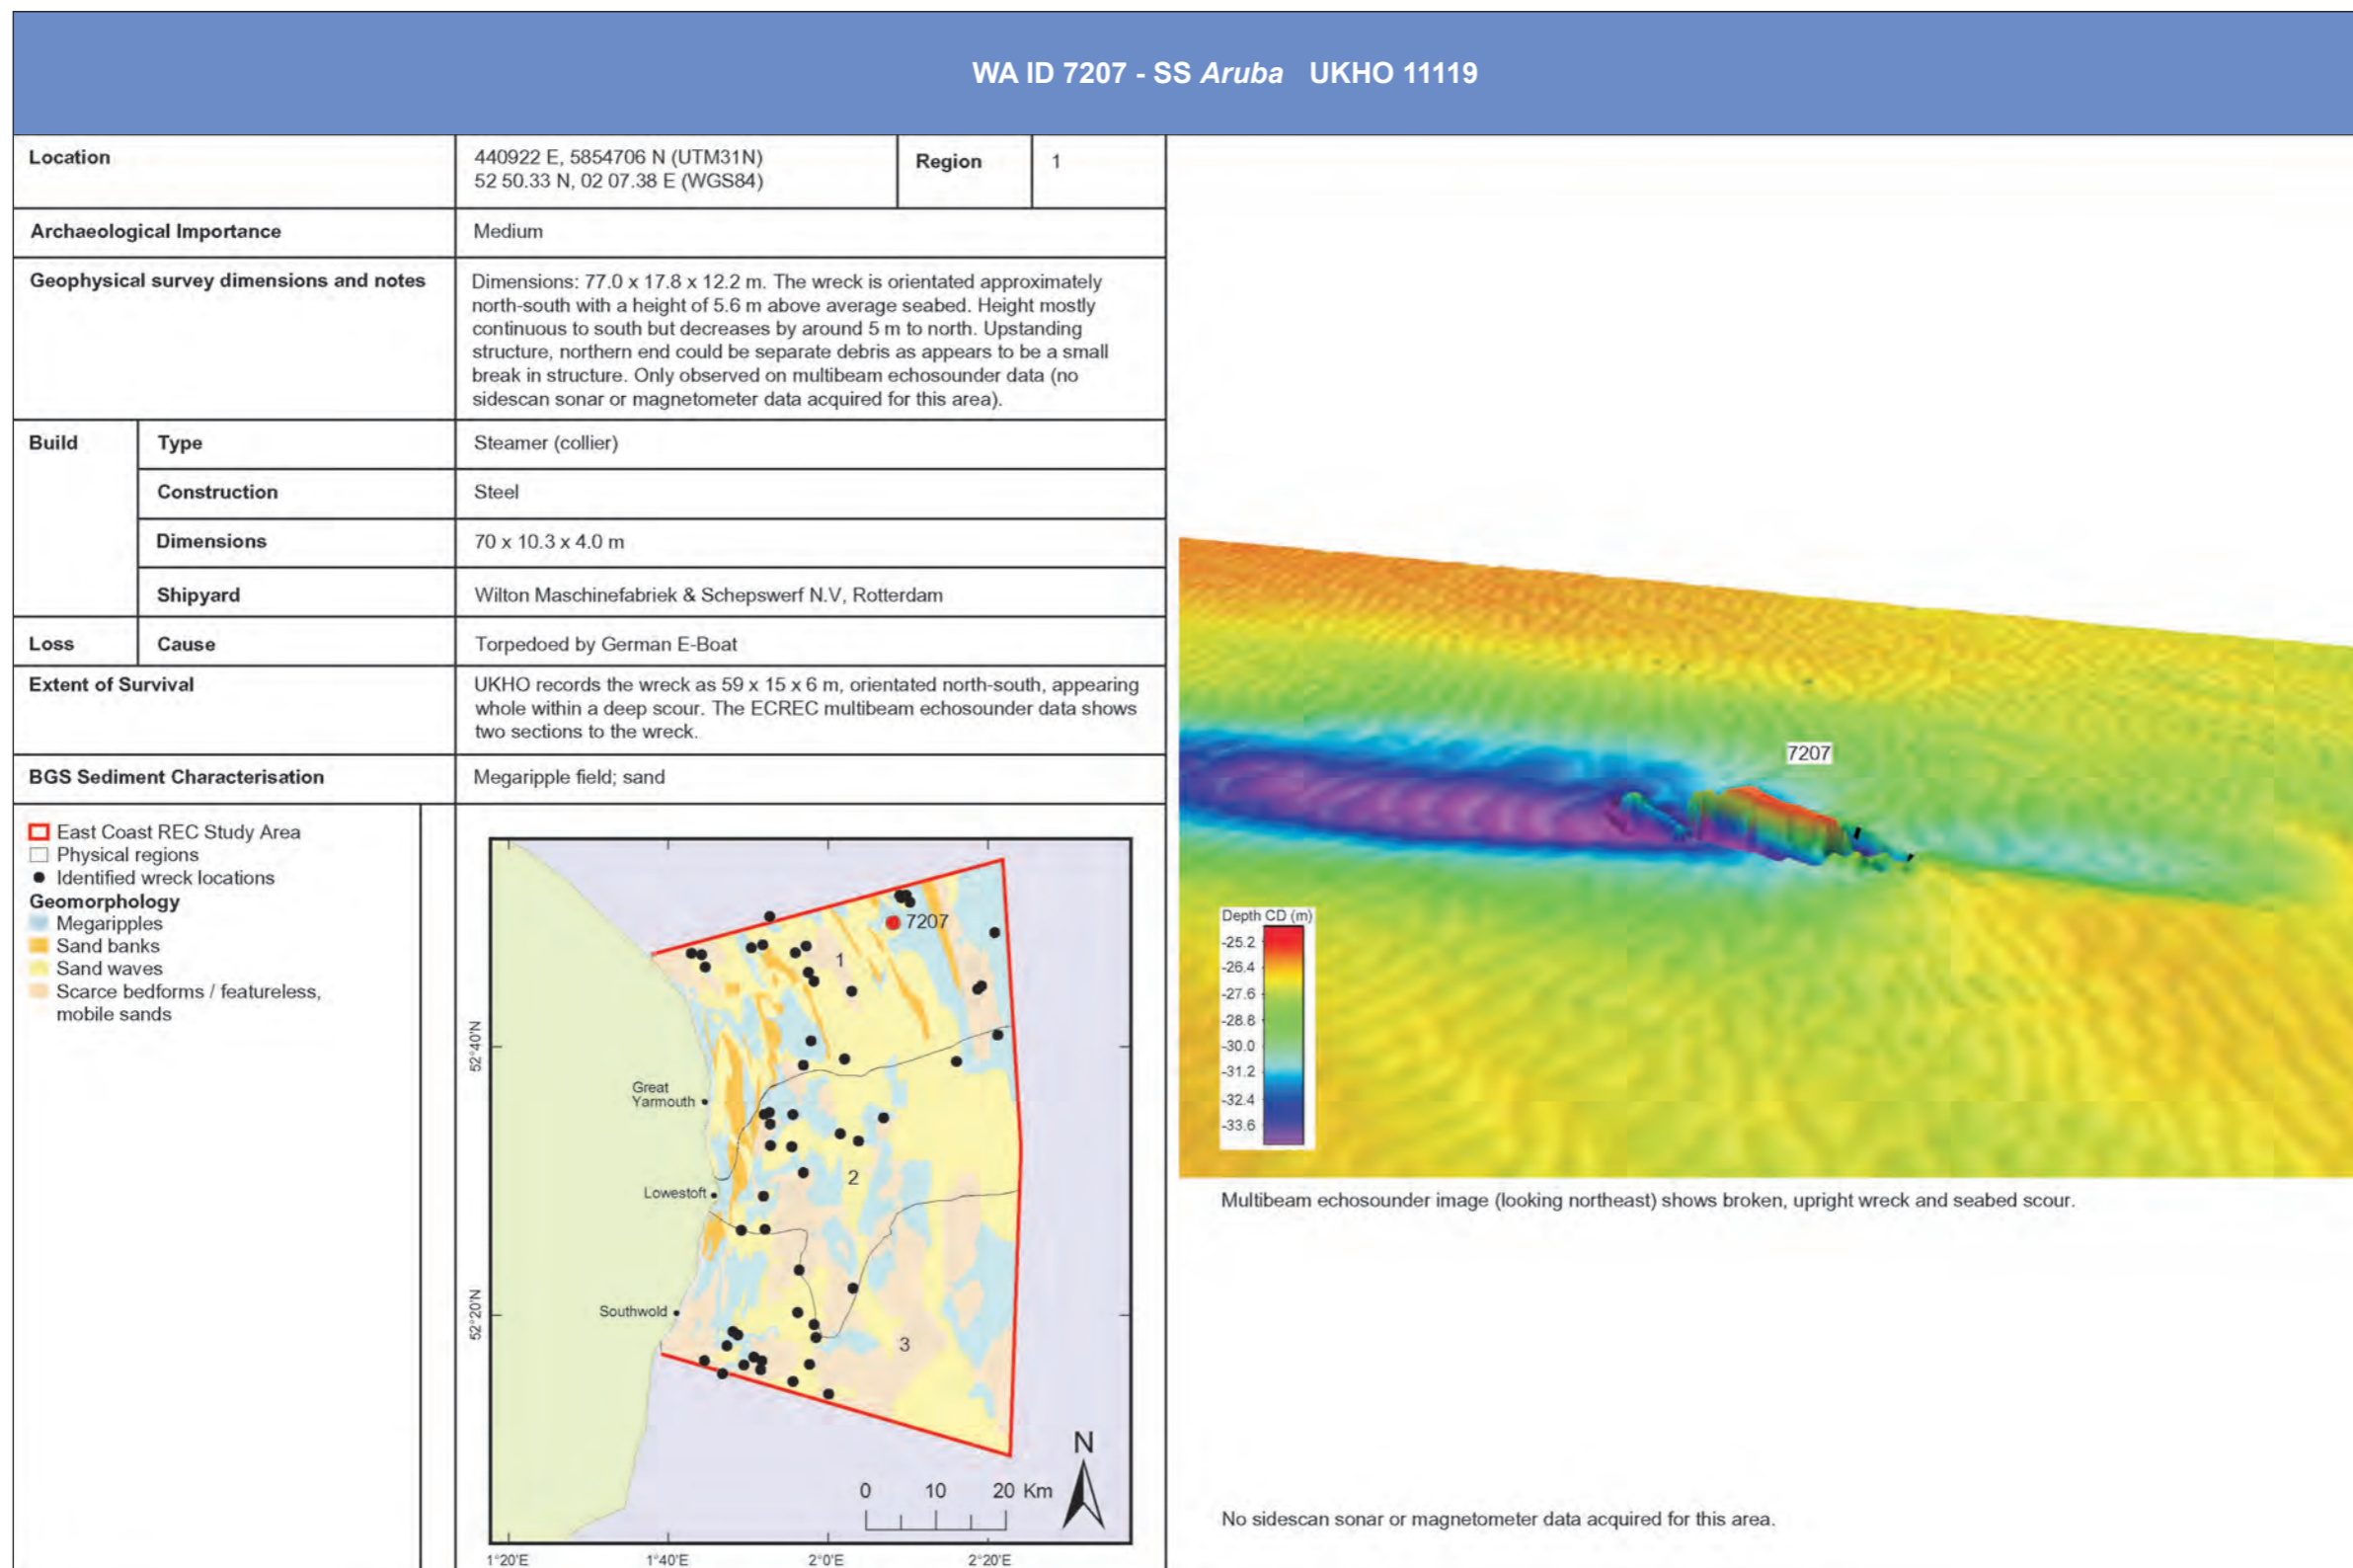 WA ID 7207 - SS Aruba UKHO 11119
Location
440922 E, 5854706 N (UTM31N)
52 50.33 N, 02 07.38 E (WGS84)
Region
1
Archaeological Importance
Medium
Geophysical survey dimensions and notes
Dimensions: 77.0 x 17.8 x 12.2 m. The wreck is orientated approximately
north-south with a height of 5.6 m above average seabed. Height mostly
continuous to south but decreases by around 5 m to north. Upstanding
structure, northern end could be separate debris as appears to be a small
break in structure. Only observed on multibeam echosounder data (no
sidescan sonar or magnetometer data acquired for this area).
Build
Type
Steamer (collier)
Construction
Steel
Dimensions
70 x 10.3 x 4.0 m
Shipyard
Wilton Maschinefabriek & Schepswerf N.V, Rotterdam
Loss
Cause
Torpedoed by German E-Boat
Extent of Survival
UKHO records the wreck as 59 x 15 x 6 m, orientated north-south, appearing
whole within a deep scour. The ECREC multibeam echosounder data shows
two sections to the wreck.
BGS Sediment Characterisation
Megaripple field; sand
East Coast REC Study Area
Physical regions
Identified wreck locations
Geomorphology
Megaripples
Sand banks
Sand waves
Scarce bedforms / featureless,
mobile sands
7207
1
52°40'N
Great
Yarmouth
2
Lowestoft
52°20'N
Southwold
3
N
0 10 20 Km
1°20'E 1°40'E 2°0'E 2°20'E
7207
Depth CD (m)
-25.2
-26.4
-27.6
-28.8
-30.0
-31.2
-32.4
-33.6
Multibeam echosounder image (looking northeast) shows broken, upright wreck and seabed scour.
No sidescan sonar or magnetometer data acquired for this area.